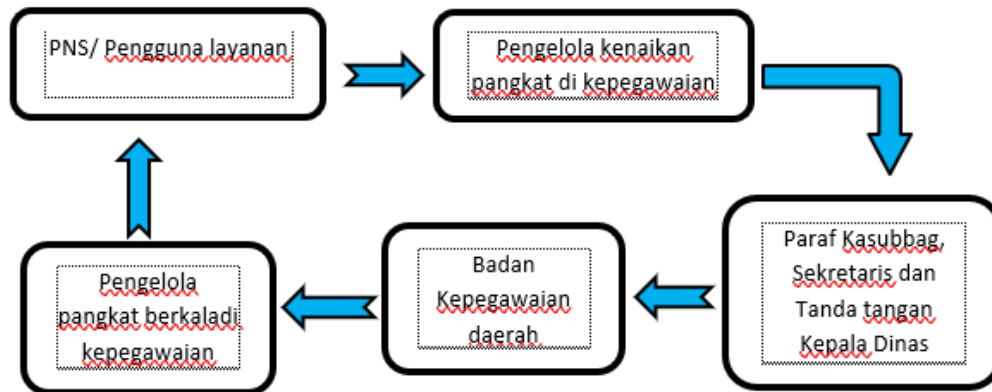 PNS/ Pengguna layanan
Pengelola kenaikan
pangkat di kepegawaian
Paraf Kasubbag,
Sekretaris dan
Tanda tangan
Kepala Dinas
Badan
Kepegawaian
daerah
Pengelola
pangkat berkaladi
kepegawaian